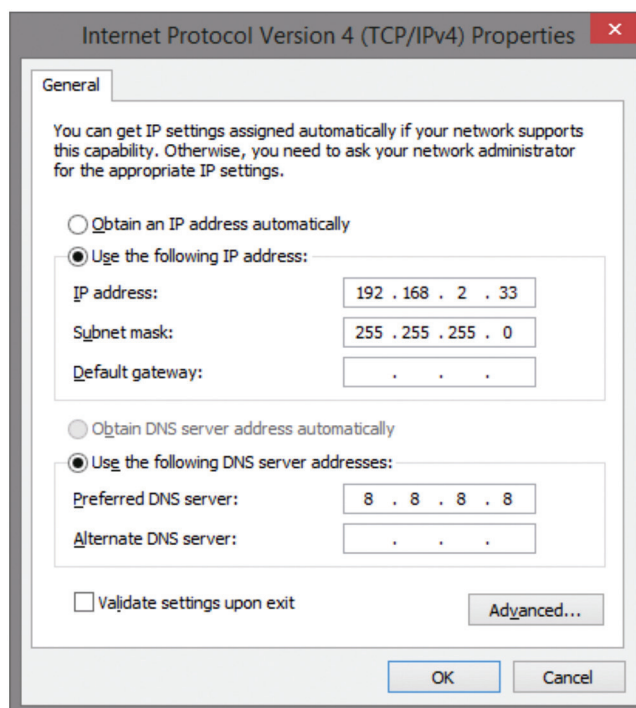 Internet Protocol Version 4 (TCP/IPv4) Properties
General
You can get IP settings assigned automatically if your network supports
this capability. Otherwise, you need to ask your network administrator
for the appropriate IP settings.
Obtain an IP address automatically
Use the following IP address:
IP address: 192 . 168 . 2 . 33
Subnet mask: 255 . 255 . 255 . 0
Default gateway: . . .
Obtain DNS server address automatically
Use the following DNS server addresses:
Preferred DNS server: 8 . 8 . 8 . 8
Alternate DNS server: . . .
Validate settings upon exit
Advanced...
OK Cancel